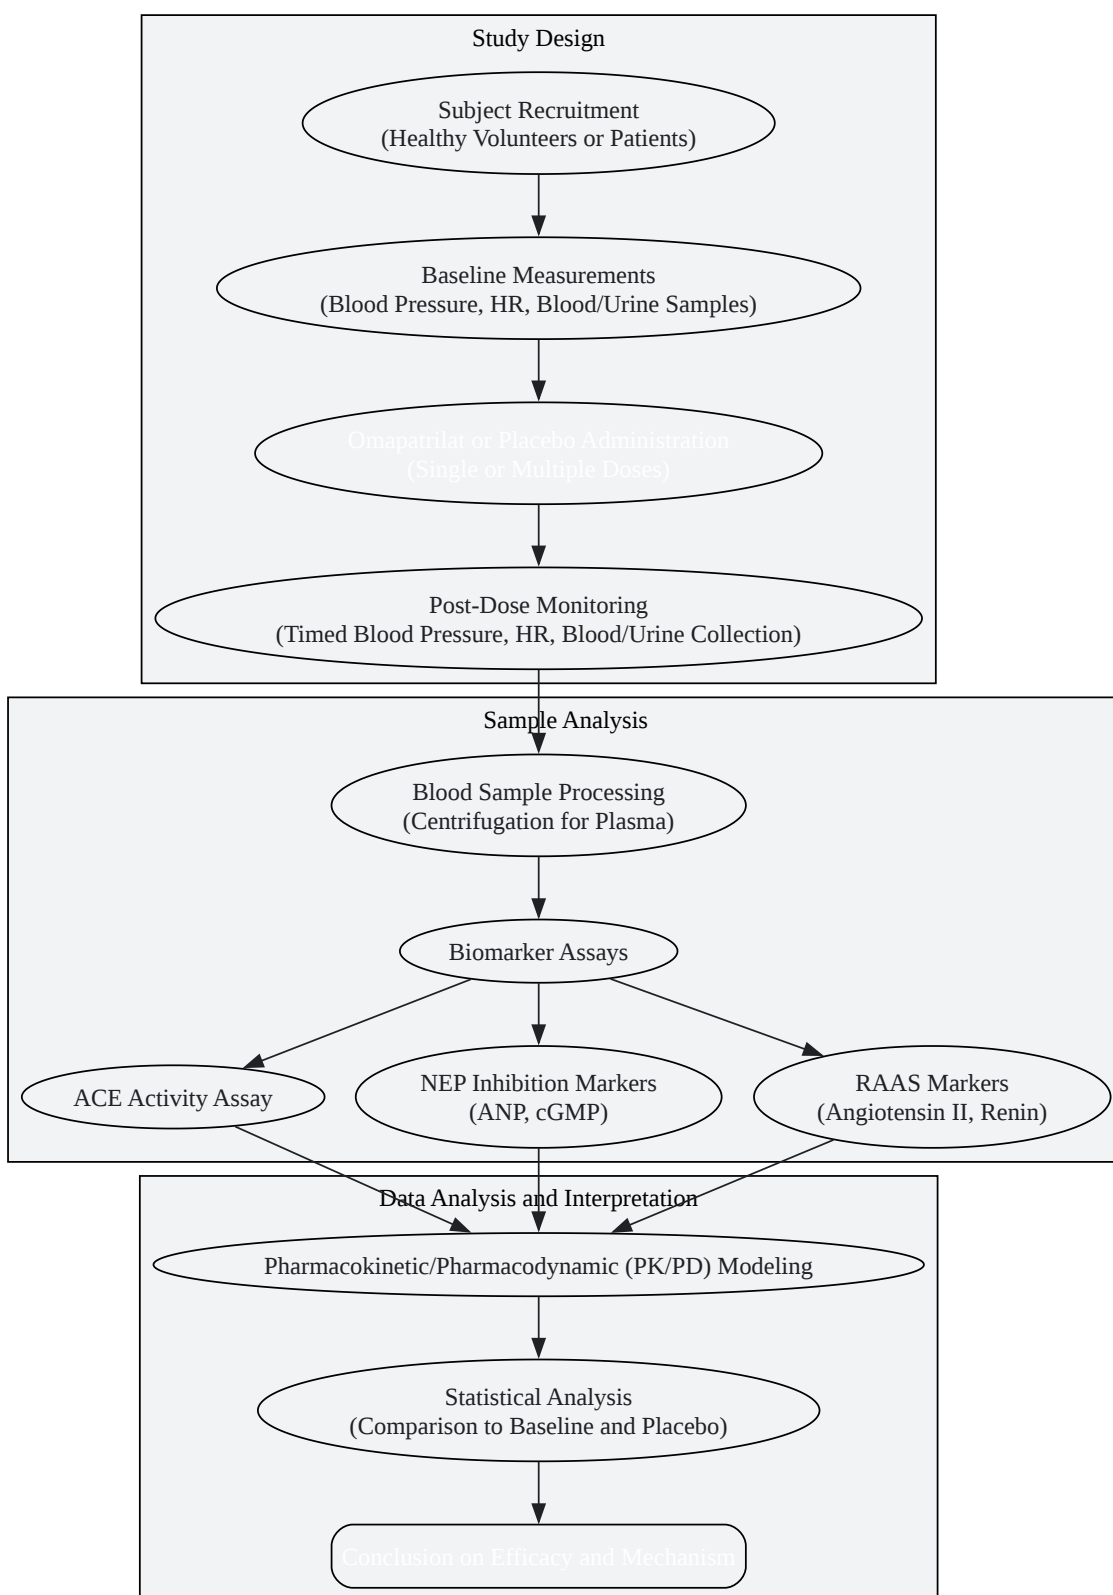 Study Design
Subject Recruitment
(Healthy Volunteers or Patients)
Baseline Measurements
(Blood Pressure, HR, Blood/Urine Samples)
Omapatrilat or Placebo Administration
(Single or Multiple Doses)
Post-Dose Monitoring
(Timed Blood Pressure, HR, Blood/Urine Collection)
Sample Analysis
Blood Sample Processing
(Centrifugation for Plasma)
Biomarker Assays
ACE Activity Assay
NEP Inhibition Markers
(ANP, cGMP)
RAAS Markers
(Angiotensin II, Renin)
Data Analysis and Interpretation
Pharmacokinetic/Pharmacodynamic (PK/PD) Modeling
Statistical Analysis
(Comparison to Baseline and Placebo)
Conclusion on Efficacy and Mechanism